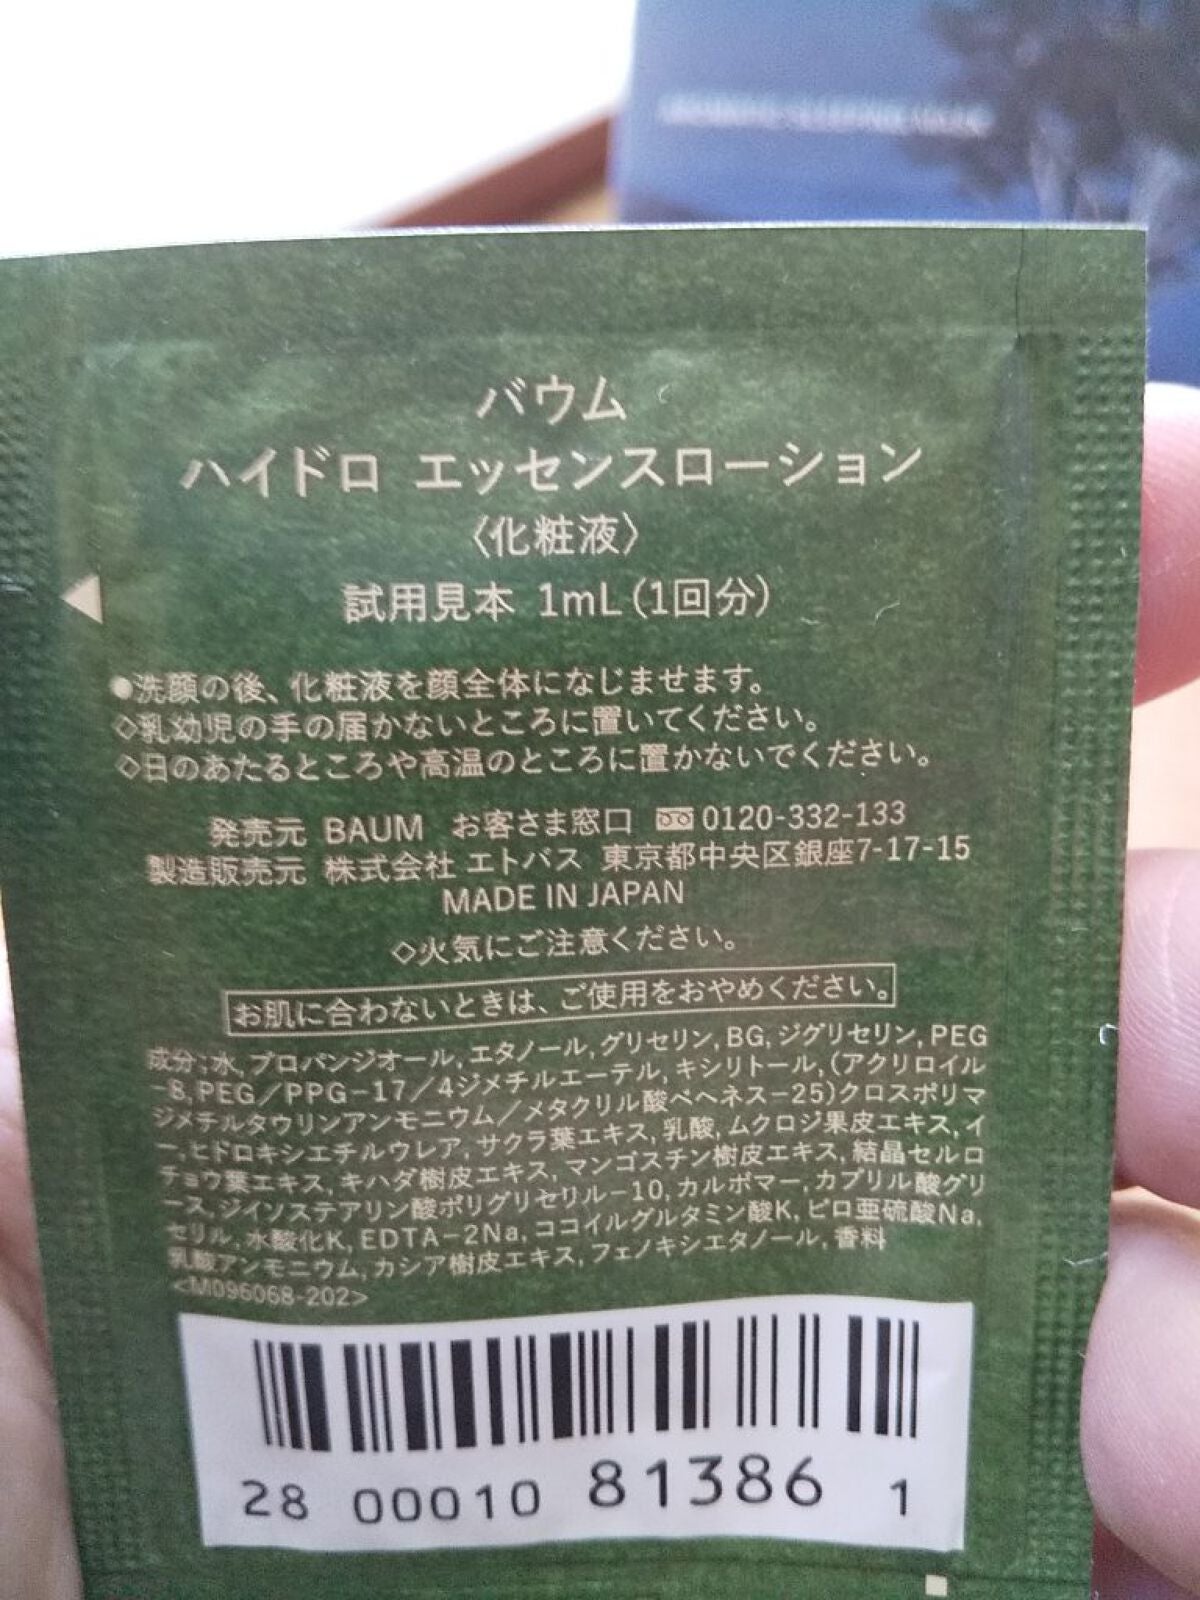 バウム
ハイドロ エッセンスローション
〈化粧液〉
試用見本 1mL(1回分)
●洗顔の後、化粧液を顔全体になじませます。
◇乳幼児の手の届かないところに置いてください。
◇日のあたるところや高温のところに置かないでください。
発売元 BAUM お客さま窓口 0120-332-133
製造販売元 株式会社 エトバス 東京都中央区銀座7-17-15
MADE IN JAPAN
◇火気にご注意ください。
お肌に合わないときは、ご使用をおやめください。
成分:水,プロパンジオール,エタノール,グリセリン,BG,ジグリセリン,PEG
-8,PEG/PPG-17/4ジメチルエーテル,キシリトール,(アクリロイル
ジメチルタウリンアンモニウム/メタクリル酸ベヘネス-25)クロスポリマ
ー,ヒドロキシエチルウレア,サクラ葉エキス,乳酸,ムクロジ果皮エキス,イ
チョウ葉エキス,キハダ樹皮エキス,マンゴスチン樹皮エキス,結晶セルロ
ース,ジイソステアリン酸ポリグリセリル-10,カルボマー,カプリル酸グリ
セリル,水酸化K,EDTA-2Na,ココイルグルタミン酸K,ピロ亜硫酸Na,
乳酸アンモニウム,カシア樹皮エキス,フェノキシエタノール,香料
<M096068-202>
28 00010 81386 1